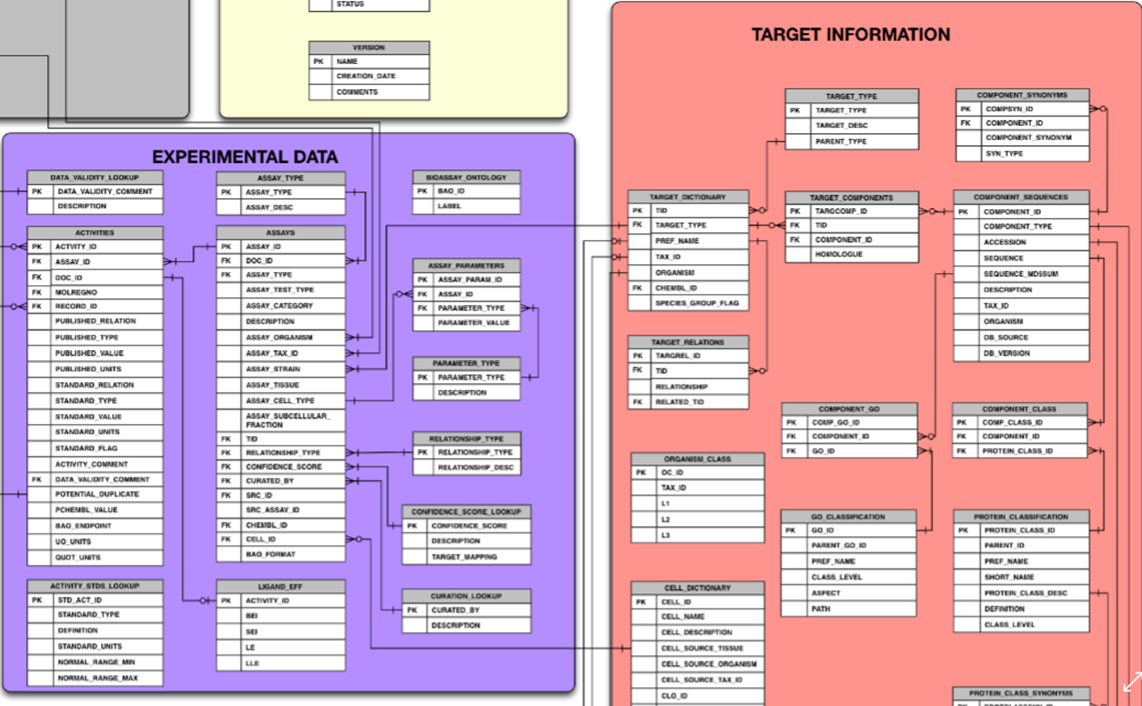 STATUS
VERSION
PK NAME
CREATION_DATE
COMMENTS
EXPERIMENTAL DATA
DATA_VALIDITY_LOOKUP
PK DATA_VALIDITY_COMMENT
DESCRIPTION
ACTIVITIES
PK ACTVITY_ID
FK ASSAY_ID
FK DOC_ID
FK MOLREGNO
FK RECORD_ID
PUBLISHED_RELATION
PUBLISHED_TYPE
PUBLISHED_VALUE
PUBLISHED_UNITS
STANDARD_RELATION
STANDARD_TYPE
STANDARD_VALUE
STANDARD_UNITS
STANDARD_FLAG
ACTIVITY_COMMENT
FK DATA_VALIDITY_COMMENT
POTENTIAL_DUPLICATE
PCHEMBL_VALUE
BAO_ENDPOINT
UO_UNITS
QUDT_UNITS
ACTIVITY_STDS_LOOKUP
PK STD_ACT_ID
STANDARD_TYPE
DEFINITION
STANDARD_UNITS
NORMAL_RANGE_MIN
NORMAL_RANGE_MAX
ASSAY_TYPE
PK ASSAY_TYPE
ASSAY_DESC
ASSAYS
PK ASSAY_ID
FK DOC_ID
FK ASSAY_TYPE
ASSAY_TEST_TYPE
ASSAY_CATEGORY
DESCRIPTION
ASSAY_ORGANISM
ASSAY_TAX_ID
ASSAY_STRAIN
ASSAY_TISSUE
ASSAY_CELL_TYPE
ASSAY_SUBCELLULAR_
FRACTION
FK TID
FK RELATIONSHIP_TYPE
FK CONFIDENCE_SCORE
FK CURATED_BY
FK SRC_ID
SRC_ASSAY_ID
FK CHEMBL_ID
FK CELL_ID
BAO_FORMAT
LIGAND_EFF
PK ACTIVITY_ID
BEI
SEI
LE
LLE
BIOASSAY_ONTOLOGY
PK BAO_ID
LABEL
ASSAY_PARAMETERS
PK ASSAY_PARAM_ID
FK ASSAY_ID
FK PARAMETER_TYPE
PARAMETER_VALUE
PARAMETER_TYPE
PK PARAMETER_TYPE
DESCRIPTION
RELATIONSHIP_TYPE
PK RELATIONSHIP_TYPE
RELATIONSHIP_DESC
CONFIDENCE_SCORE_LOOKUP
PK CONFIDENCE_SCORE
DESCRIPTION
TARGET_MAPPING
CURATION_LOOKUP
PK CURATED_BY
DESCRIPTION
TARGET INFORMATION
TARGET_TYPE
PK TARGET_TYPE
TARGET_DESC
PARENT_TYPE
COMPONENT_SYNONYMS
PK COMPSYN_ID
FK COMPONENT_ID
COMPONENT_SYNONYM
SYN_TYPE
TARGET_DICTIONARY
PK TID
FK TARGET_TYPE
PREF_NAME
TAX_ID
ORGANISM
FK CHEMBL_ID
SPECIES_GROUP_FLAG
TARGET_COMPONENTS
PK TARGCOMP_ID
FK TID
FK COMPONENT_ID
HOMOLOGUE
COMPONENT_SEQUENCES
PK COMPONENT_ID
COMPONENT_TYPE
ACCESSION
SEQUENCE
SEQUENCE_MD5SUM
DESCRIPTION
TAX_ID
ORGANISM
DB_SOURCE
DB_VERSION
TARGET_RELATIONS
PK TARGREL_ID
FK TID
RELATIONSHIP
FK RELATED_TID
COMPONENT_GO
PK COMP_GO_ID
FK COMPONENT_ID
FK GO_ID
COMPONENT_CLASS
PK COMP_CLASS_ID
FK COMPONENT_ID
FK PROTEIN_CLASS_ID
ORGANISM_CLASS
PK OC_ID
TAX_ID
L1
L2
L3
GO_CLASSIFICATION
PK GO_ID
PARENT_GO_ID
PREF_NAME
CLASS_LEVEL
ASPECT
PATH
PROTEIN_CLASSIFICATION
PK PROTEIN_CLASS_ID
PARENT_ID
PREF_NAME
SHORT_NAME
PROTEIN_CLASS_DESC
DEFINITION
CLASS_LEVEL
CELL_DICTIONARY
PK CELL_ID
CELL_NAME
CELL_DESCRIPTION
CELL_SOURCE_TISSUE
CELL_SOURCE_ORGANISM
CELL_SOURCE_TAX_ID
CLO_ID
PROTEIN_CLASS_SYNONYMS